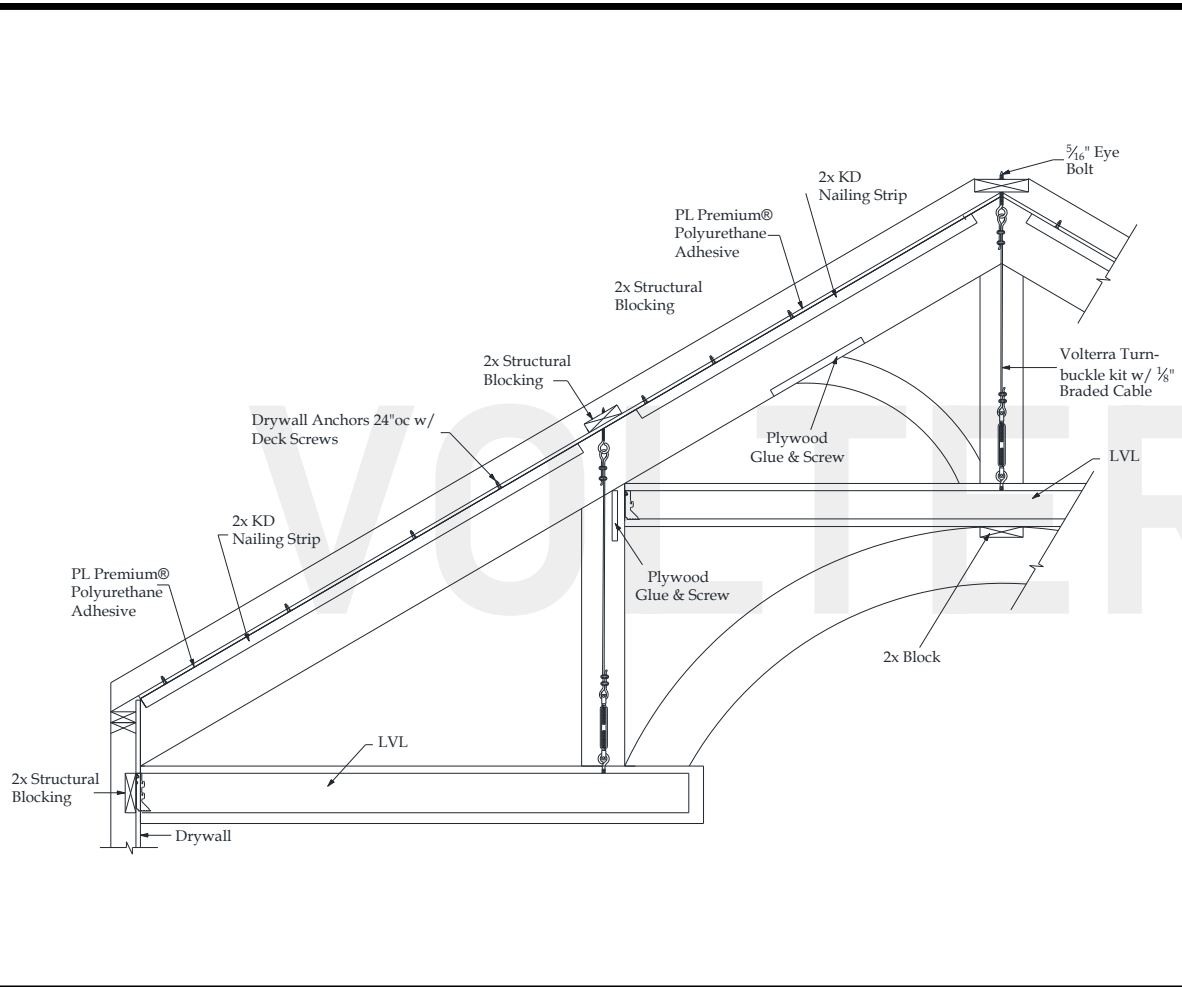 5/16" Eye
Bolt
2x KD
Nailing Strip
PL Premium®
Polyurethane
Adhesive
2x Structural
Blocking
2x Structural
Blocking
Volterra Turn-
buckle kit w/ 1/8"
Braded Cable
Drywall Anchors 24"oc w/
Deck Screws
Plywood
Glue & Screw
LVL
2x KD
Nailing Strip
PL Premium®
Polyurethane
Adhesive
Plywood
Glue & Screw
2x Block
LVL
2x Structural
Blocking
Drywall
VOLTER